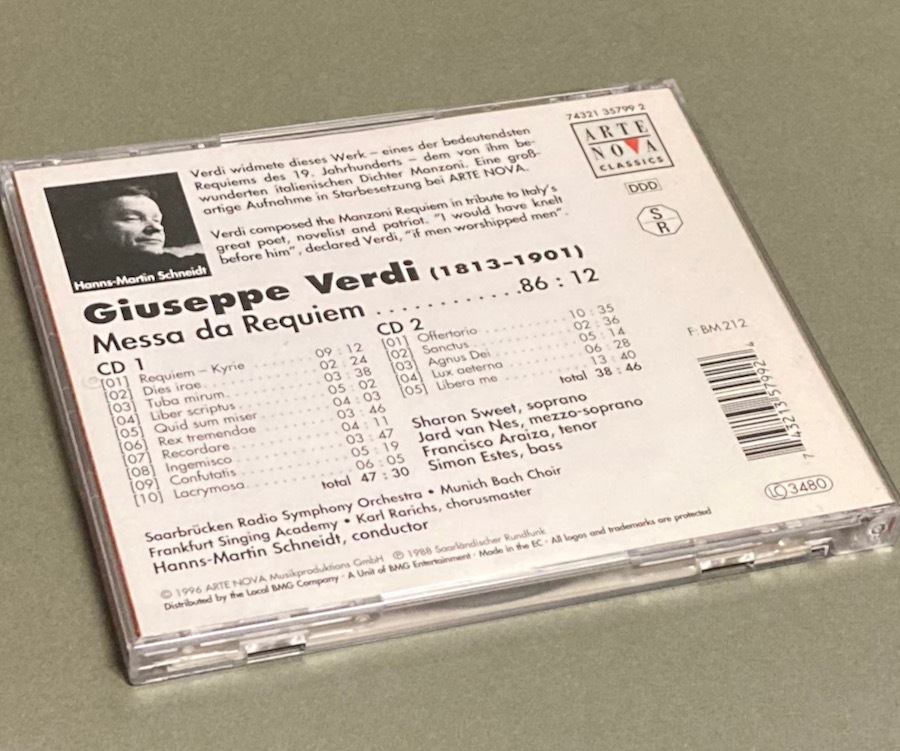 74321 35799 2
ARTE
NOVA
CLASSICS
DDD
S
R
Verdi widmete dieses Werk – eines der bedeutendsten
Requiems des 19. Jahrhunderts – dem von ihm be-
wunderten italienischen Dichter Manzoni. Eine groß-
artige Aufnahme in Starbesetzung bei ARTE NOVA.
Verdi composed the Manzoni Requiem in tribute to Italy's
great poet, novelist and patriot. "I would have knelt
before him", declared Verdi, "if men worshipped men".
Hanns-Martin Schneidt
Giuseppe Verdi (1813–1901)
Messa da Requiem ............ 86 : 12
CD 1
[01] Requiem – Kyrie 09 : 12
[02] Dies irae 02 : 24
[03] Tuba mirum 03 : 38
[04] Liber scriptus 05 : 02
[05] Quid sum miser 04 : 03
[06] Rex tremendae 03 : 46
[07] Recordare 04 : 11
[08] Ingemisco 03 : 47
[09] Confutatis 05 : 19
[10] Lacrymosa 06 : 05
total 47 : 30
CD 2
[01] Offertorio 10 : 35
[02] Sanctus 02 : 36
[03] Agnus Dei 05 : 14
[04] Lux aeterna 06 : 28
[05] Libera me 13 : 40
total 38 : 46
Sharon Sweet, soprano
Jard van Nes, mezzo-soprano
Francisco Araiza, tenor
Simon Estes, bass
F: BM 212
7 43213 57992 4
LC 3480
Saarbrücken Radio Symphony Orchestra • Munich Bach Choir
Frankfurt Singing Academy • Karl Rarichs, chorusmaster
Hanns-Martin Schneidt, conductor
© 1996 ARTE NOVA Musikproduktions GmbH ℗ 1988 Saarländischer Rundfunk
Distributed by the Local BMG Company · A Unit of BMG Entertainment · Made in the EC · All logos and trademarks are protected